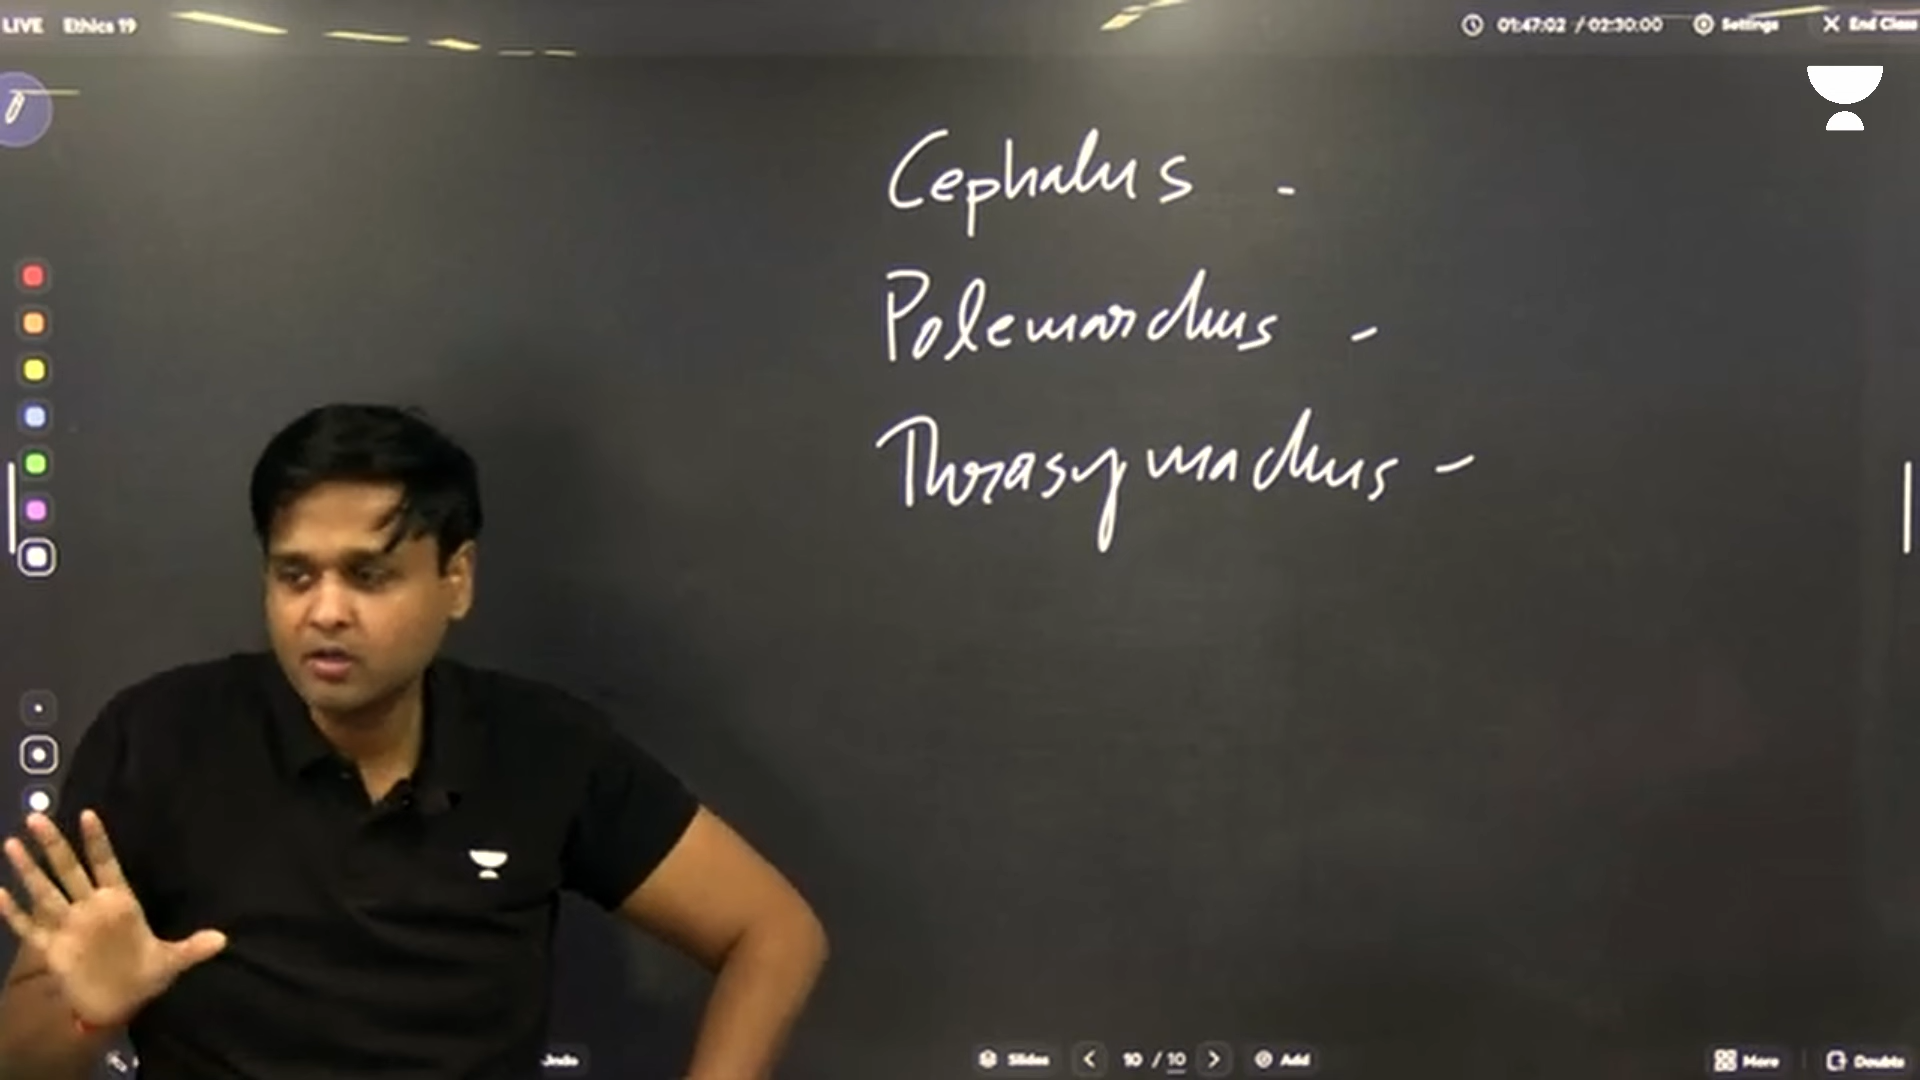 LIVE Ethics 19
01:47:02 / 02:30:00 Settings End Class
Cephalus -
Polemarchus -
Thrasymachus -
Undo Slides 10 / 10 Add More Doubts